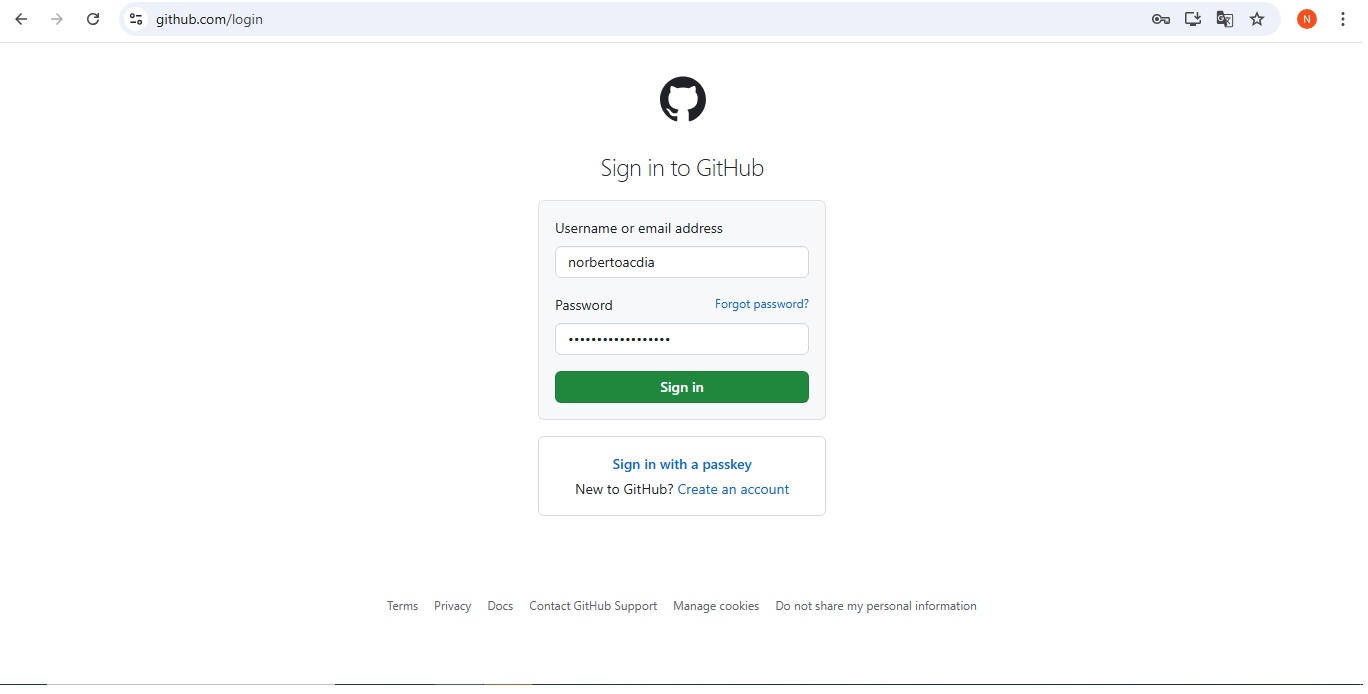 github.com/login
N
Sign in to GitHub
Username or email address
norbertoacdia
Password Forgot password?
••••••••••••••••••
Sign in
Sign in with a passkey
New to GitHub? Create an account
Terms Privacy Docs Contact GitHub Support Manage cookies Do not share my personal information